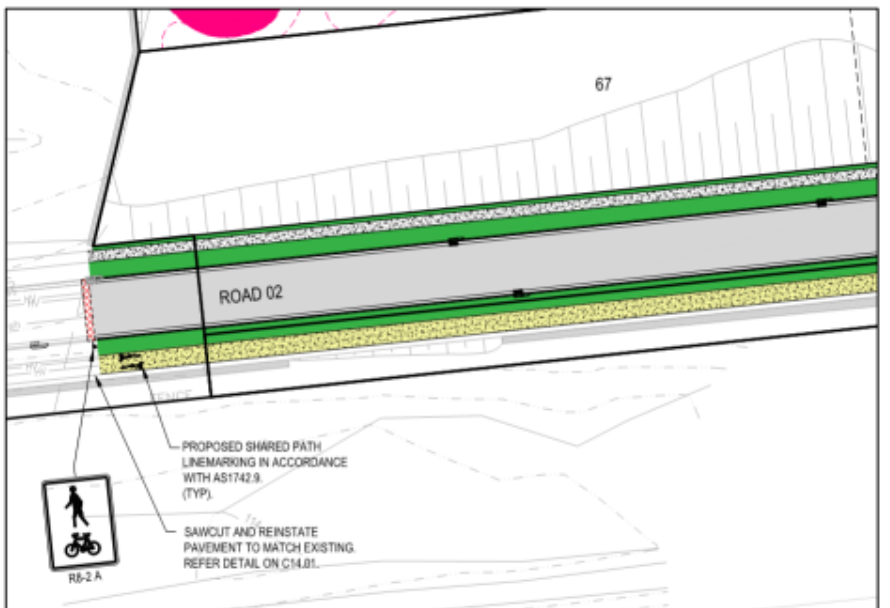 67
ROAD 02
FENCE
PROPOSED SHARED PATH
LINEMARKING IN ACCORDANCE
WITH AS1742.9.
(TYP).
SAWCUT AND REINSTATE
PAVEMENT TO MATCH EXISTING.
REFER DETAIL ON C14.01.
R8-2 A